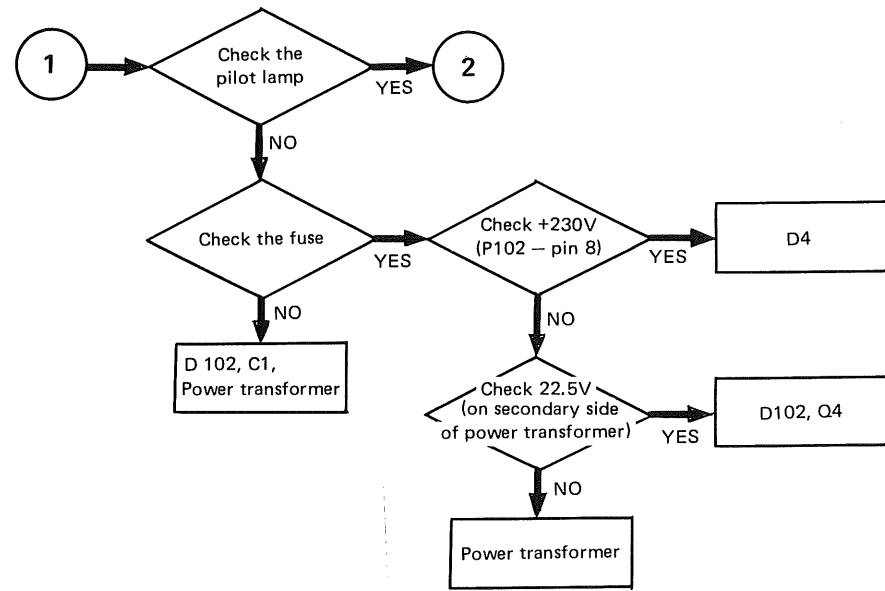 1
Check the
pilot lamp
YES
2
NO
Check the fuse
YES
Check +230V
(P102 – pin 8)
YES
D4
NO
D 102, C1,
Power transformer
NO
Check 22.5V
(on secondary side
of power transformer)
YES
D102, Q4
NO
Power transformer